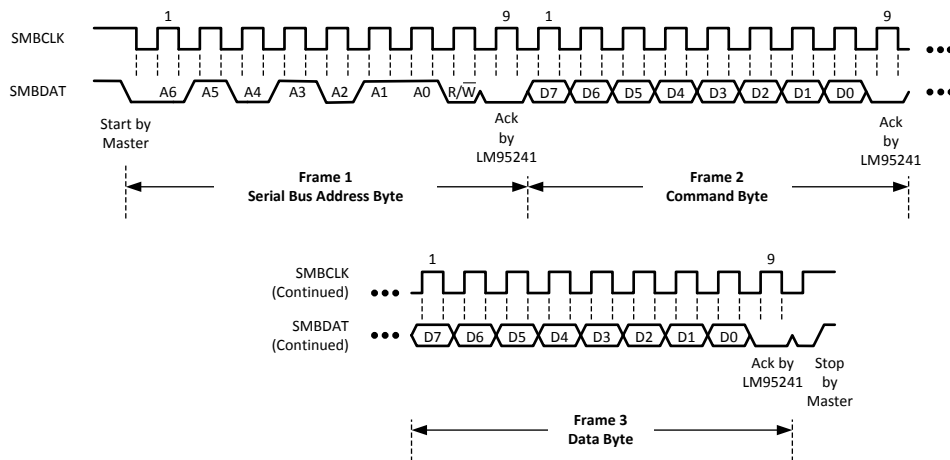 1 9 1 9
SMBCLK
SMBDAT A6 A5 A4 A3 A2 A1 A0 R/W̅ D7 D6 D5 D4 D3 D2 D1 D0
Start by
Master
Ack
by
LM95241
Ack
by
LM95241
Frame 1
Serial Bus Address Byte
Frame 2
Command Byte
1 9
SMBCLK
(Continued)
SMBDAT
(Continued)
D7 D6 D5 D4 D3 D2 D1 D0
Ack by
LM95241
Stop
by
Master
Frame 3
Data Byte